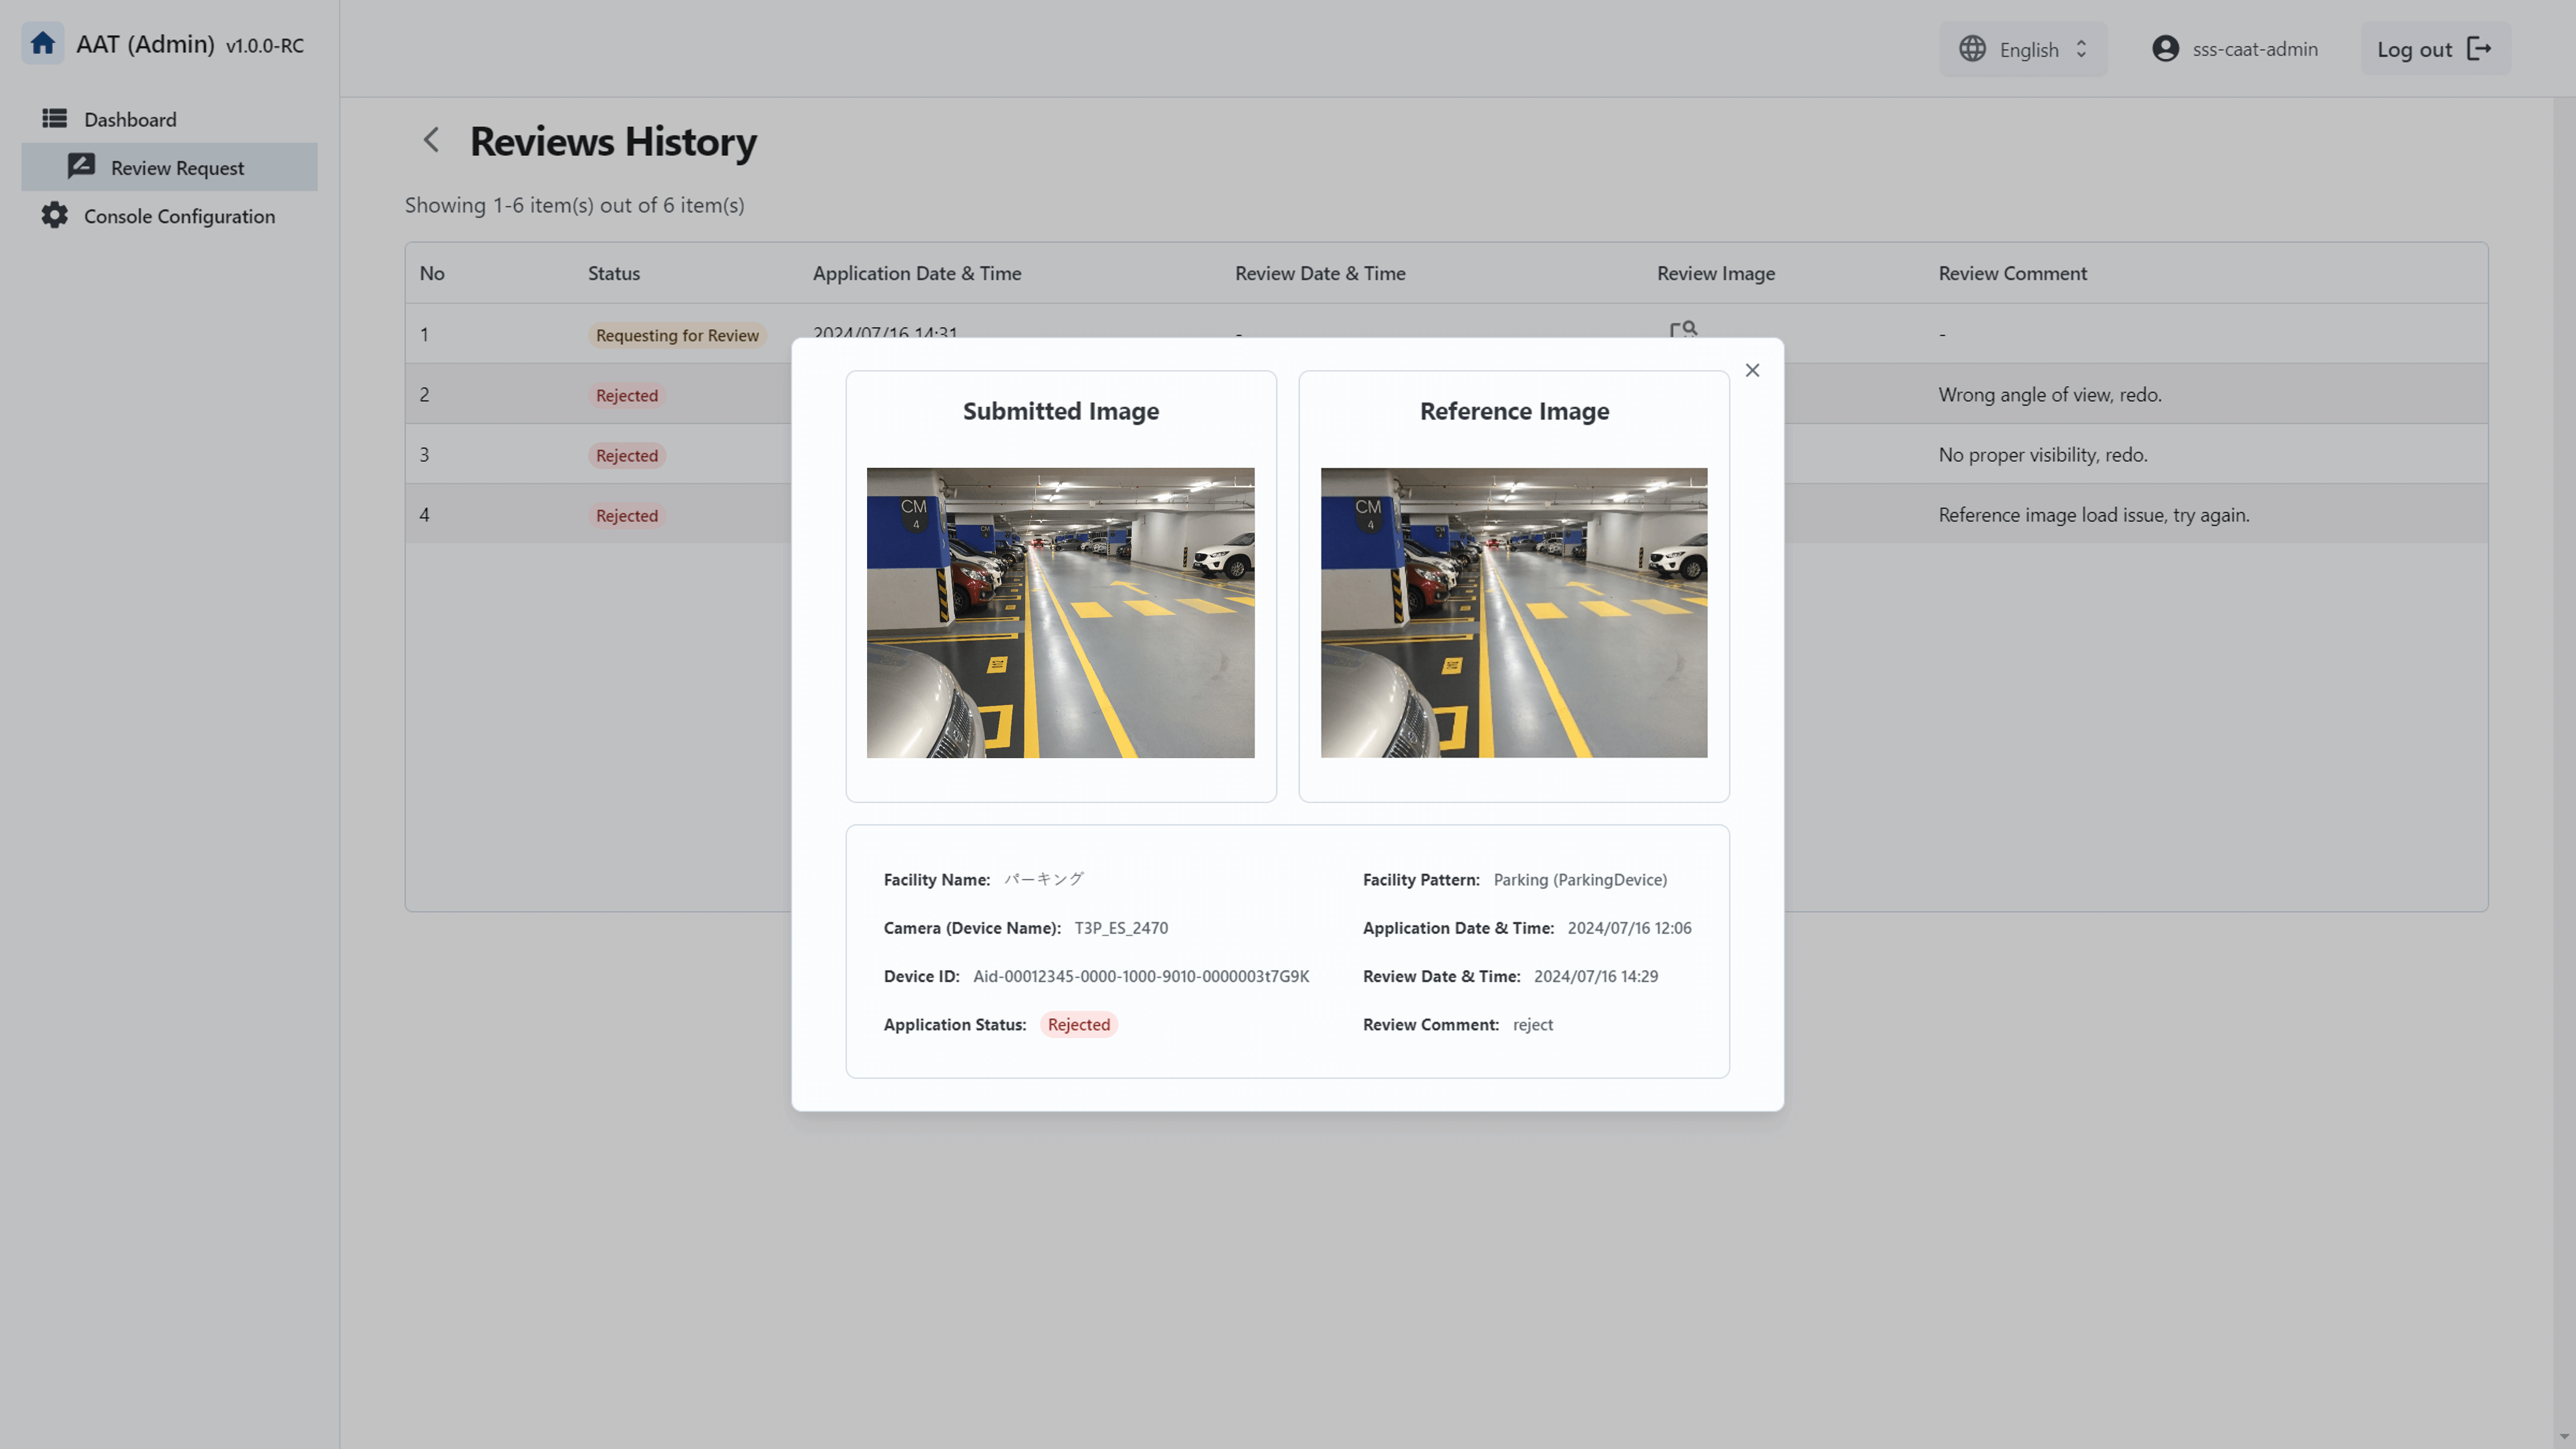 AAT (Admin) v1.0.0-RC
English
sss-caat-admin
Log out
Dashboard
Review Request
Console Configuration
Reviews History
Showing 1-6 item(s) out of 6 item(s)
No Status Application Date & Time Review Date & Time Review Image Review Comment
1 Requesting for Review 2024/07/16 14:31 - -
2 Rejected Wrong angle of view, redo.
3 Rejected No proper visibility, redo.
4 Rejected Reference image load issue, try again.
Submitted Image
Reference Image
CM
4
CM
4
Facility Name: パーキング
Facility Pattern: Parking (ParkingDevice)
Camera (Device Name): T3P_ES_2470
Application Date & Time: 2024/07/16 12:06
Device ID: Aid-00012345-0000-1000-9010-0000003t7G9K
Review Date & Time: 2024/07/16 14:29
Application Status: Rejected
Review Comment: reject